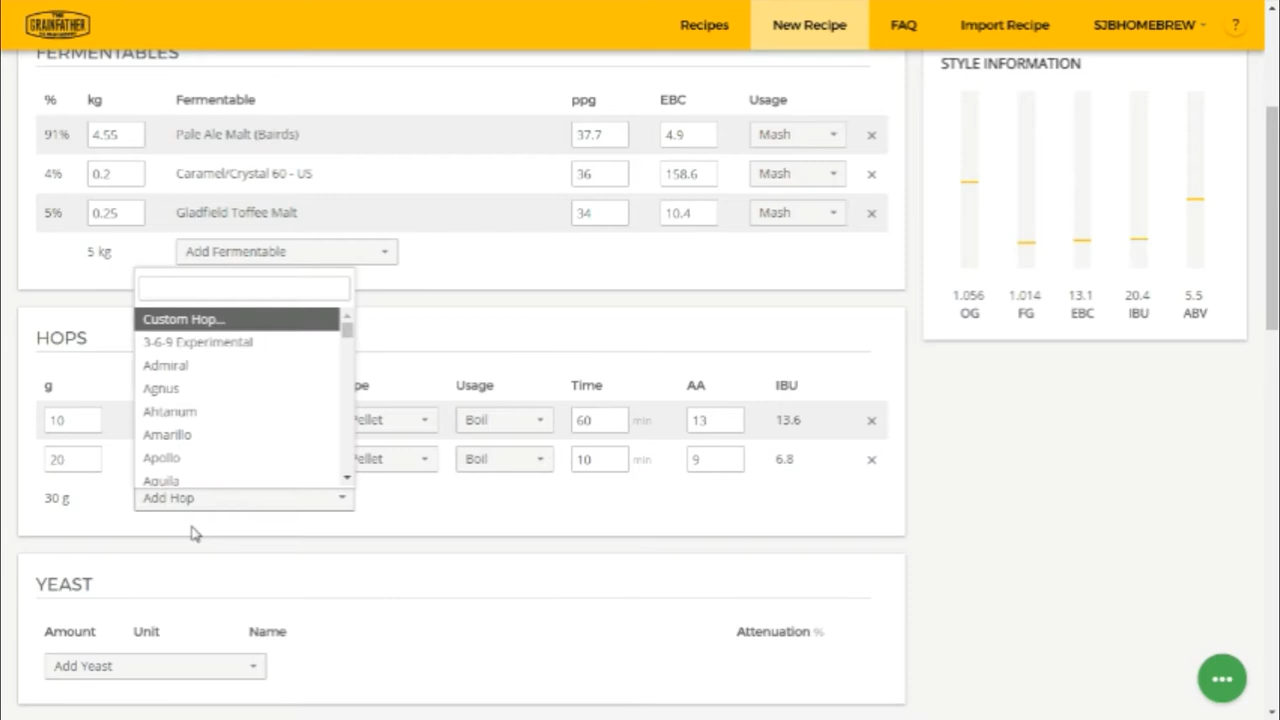 THE
GRAINFATHER
Recipes
New Recipe
FAQ
Import Recipe
SJBHOMEBREW
?
FERMENTABLES
% kg Fermentable ppg EBC Usage
91% 4.55 Pale Ale Malt (Bairds) 37.7 4.9 Mash ×
4% 0.2 Caramel/Crystal 60 - US 36 158.6 Mash ×
5% 0.25 Gladfield Toffee Malt 34 10.4 Mash ×
5 kg Add Fermentable
STYLE INFORMATION
1.056 1.014 13.1 20.4 5.5
OG FG EBC IBU ABV
HOPS
Custom Hop...
3-6-9 Experimental
Admiral
Agnus
Ahtanum
Amarillo
Apollo
Aquila
g pe Usage Time AA IBU
10 Pellet Boil 60 min 13 13.6 ×
20 Pellet Boil 10 min 9 6.8 ×
30 g Add Hop
YEAST
Amount Unit Name Attenuation %
Add Yeast